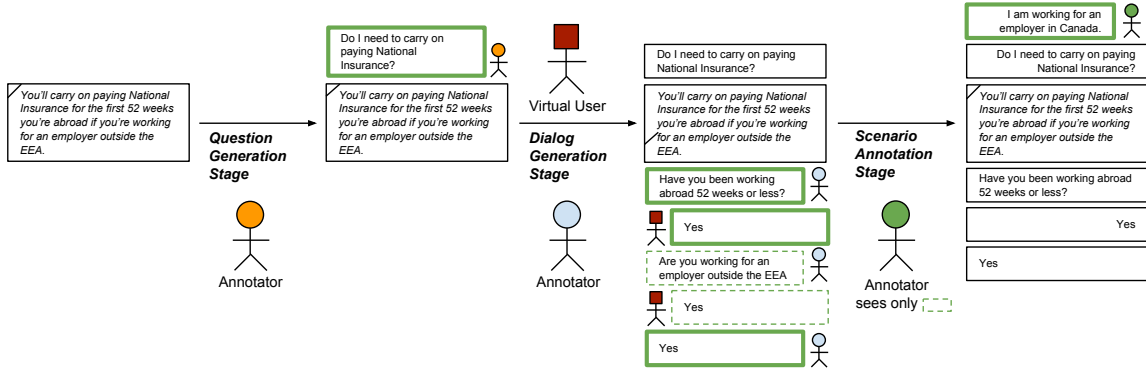 You'll carry on paying National
Insurance for the first 52 weeks
you're abroad if you're working
for an employer outside the
EEA.
Question
Generation
Stage
Annotator
Do I need to carry on
paying National
Insurance?
You'll carry on paying National
Insurance for the first 52 weeks
you're abroad if you're working
for an employer outside the
EEA.
Virtual User
Dialog
Generation
Stage
Annotator
Do I need to carry on paying
National Insurance?
You'll carry on paying National
Insurance for the first 52 weeks
you're abroad if you're working
for an employer outside the
EEA.
Have you been working
abroad 52 weeks or less?
Yes
Are you working for an
employer outside the EEA
Yes
Yes
Scenario
Annotation
Stage
Annotator
sees only
I am working for an
employer in Canada.
Do I need to carry on paying
National Insurance?
You'll carry on paying National
Insurance for the first 52 weeks
you're abroad if you're working
for an employer outside the
EEA.
Have you been working abroad
52 weeks or less?
Yes
Yes